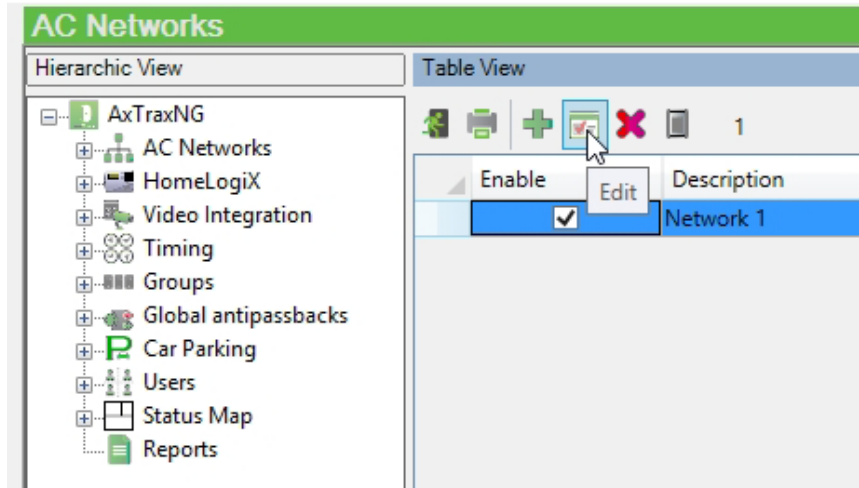 AC Networks
Hierarchic View
Table View
AxTraxNG
AC Networks
HomeLogiX
Video Integration
Timing
Groups
Global antipassbacks
Car Parking
Users
Status Map
Reports
1
Enable
Description
Edit
Network 1